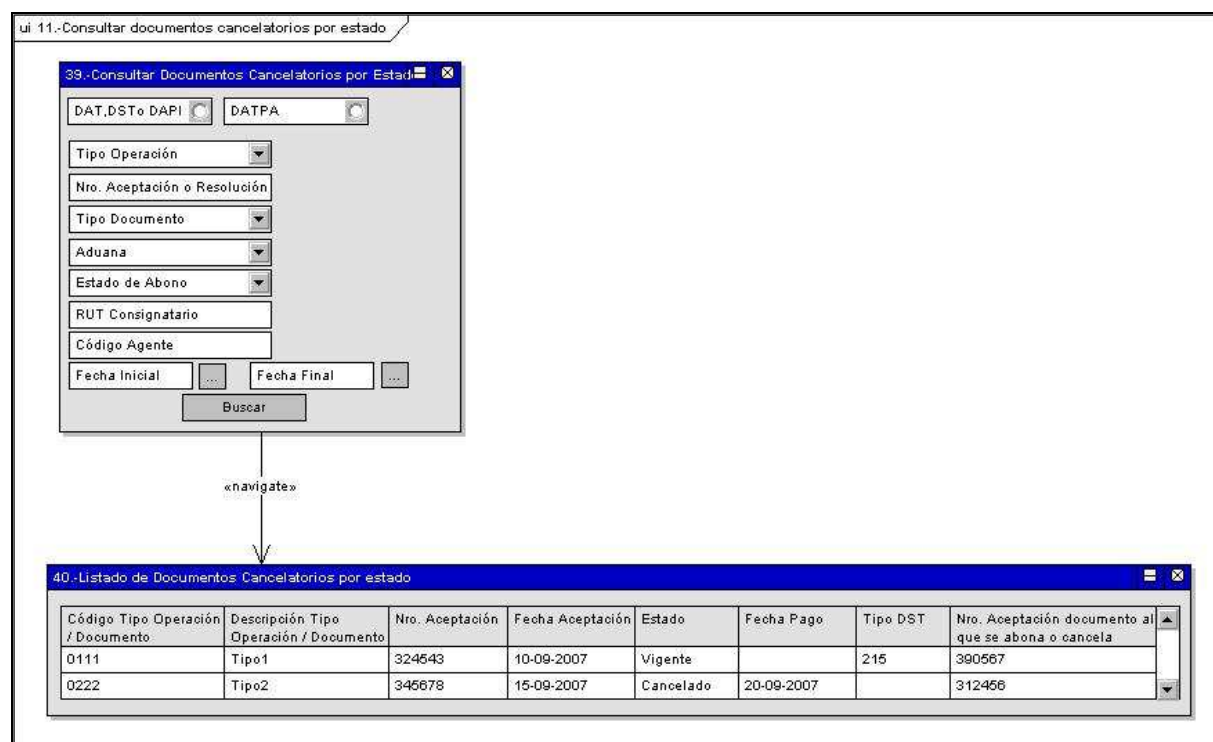 ui 11.-Consultar documentos cancelatorios por estado
39.-Consultar Documentos Cancelatorios por Estad
DAT,DSTo DAPI DATPA
Tipo Operación
Nro. Aceptación o Resolución
Tipo Documento
Aduana
Estado de Abono
RUT Consignatario
Código Agente
Fecha Inicial ... Fecha Final ...
Buscar
«navigate»
40.-Listado de Documentos Cancelatorios por estado
Código Tipo Operación / Documento Descripción Tipo Operación / Documento Nro. Aceptación Fecha Aceptación Estado Fecha Pago Tipo DST Nro. Aceptación documento al que se abona o cancela
0111 Tipo1 324543 10-09-2007 Vigente 215 390567
0222 Tipo2 345678 15-09-2007 Cancelado 20-09-2007 312456